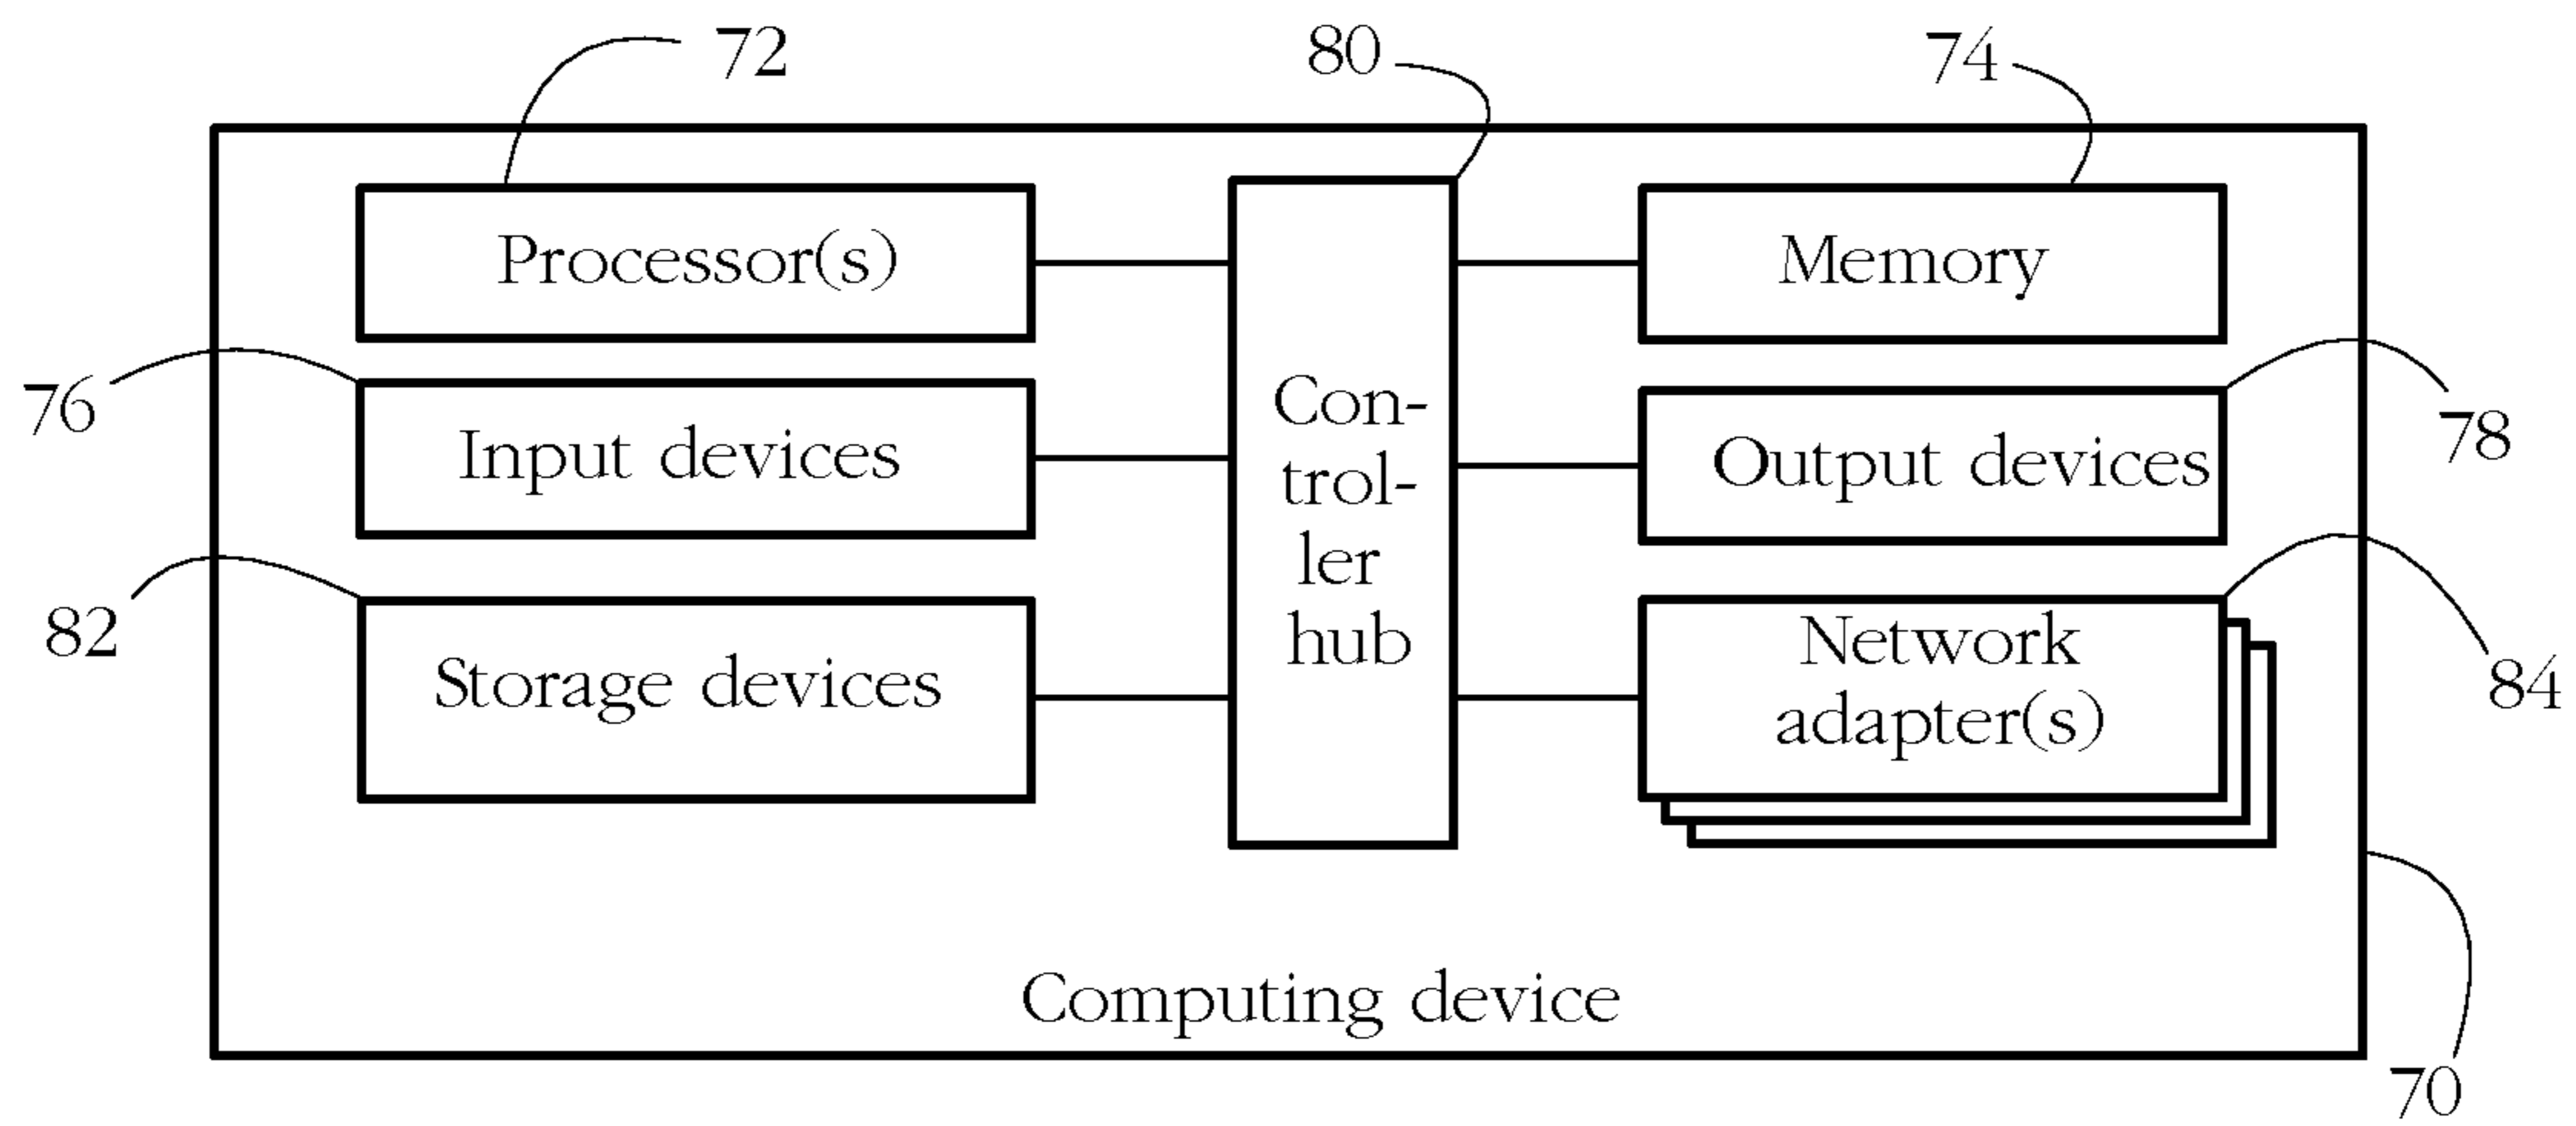 72
80
74
Processor(s)
Memory
76
Input devices
Con-
trol-
ler
hub
Output devices
78
82
Storage devices
Network
adapter(s)
84
Computing device
70